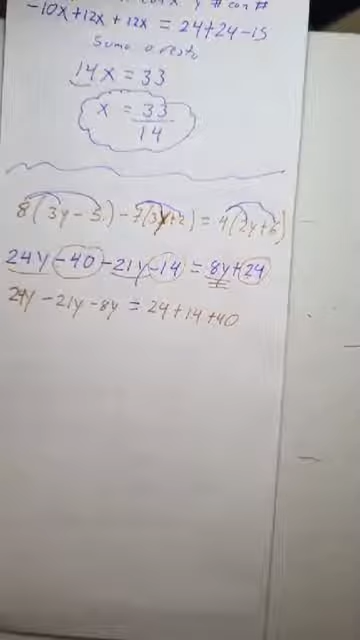 -10x+12x+12x = 24+24-15
Suma o resta
14x = 33
x = 33
14
8(3y-5)-7(3y+2) = 4(2y+6)
24y-40-21y-14 = 8y+24
24y-21y-8y = 24+14+40